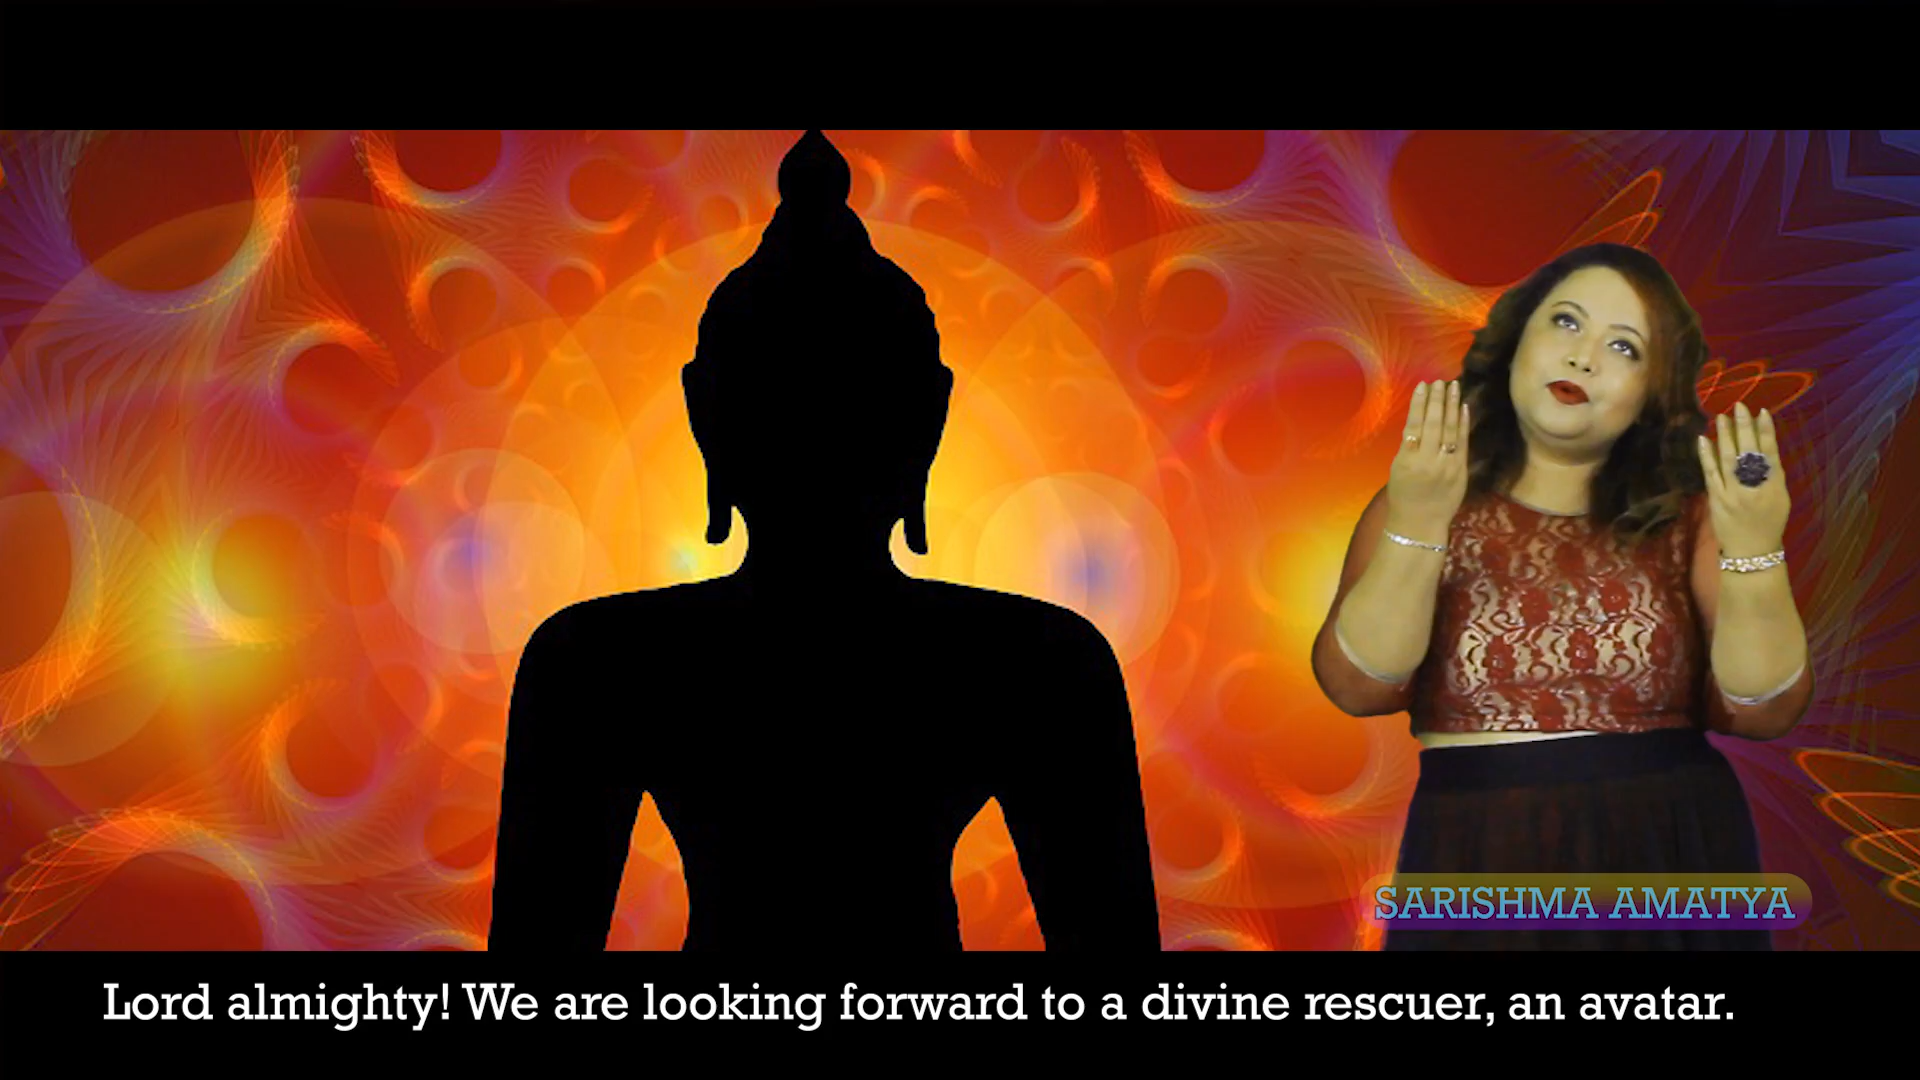 SARISHMA AMATYA
Lord almighty! We are looking forward to a divine rescuer, an avatar.